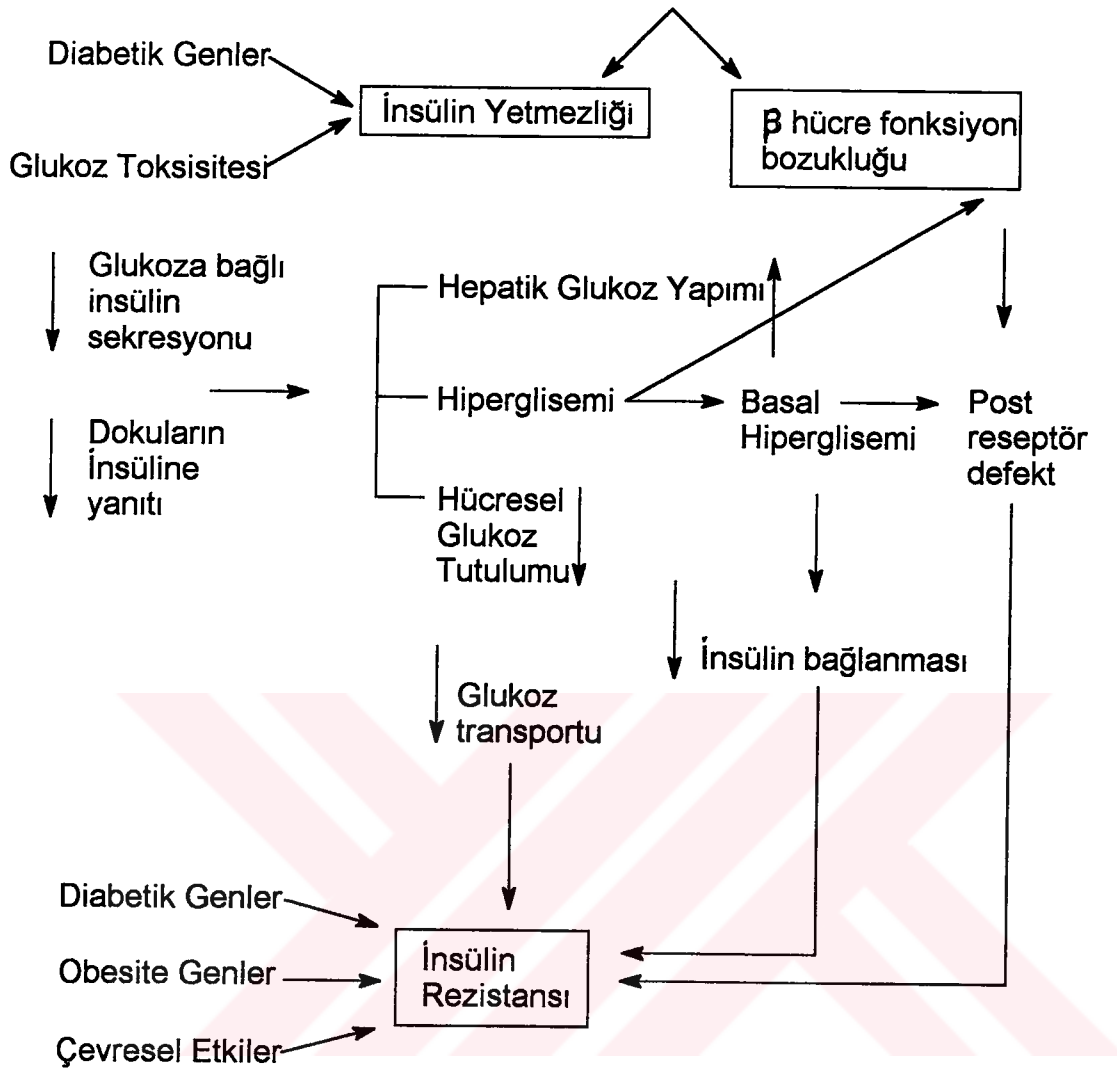 Diabetik Genler
İnsülin Yetmezliği
β hücre fonksiyon
bozukluğu
Glukoz Toksisitesi
Glukoza bağlı
insülin
sekresyonu
Hepatik Glukoz Yapımı
Hiperglisemi
Basal
Hiperglisemi
Post
reseptör
defekt
Dokuların
İnsüline
yanıtı
Hücresel
Glukoz
Tutulumu
İnsülin bağlanması
Glukoz
transportu
Diabetik Genler
Obesite Genler
Çevresel Etkiler
İnsülin
Rezistansı